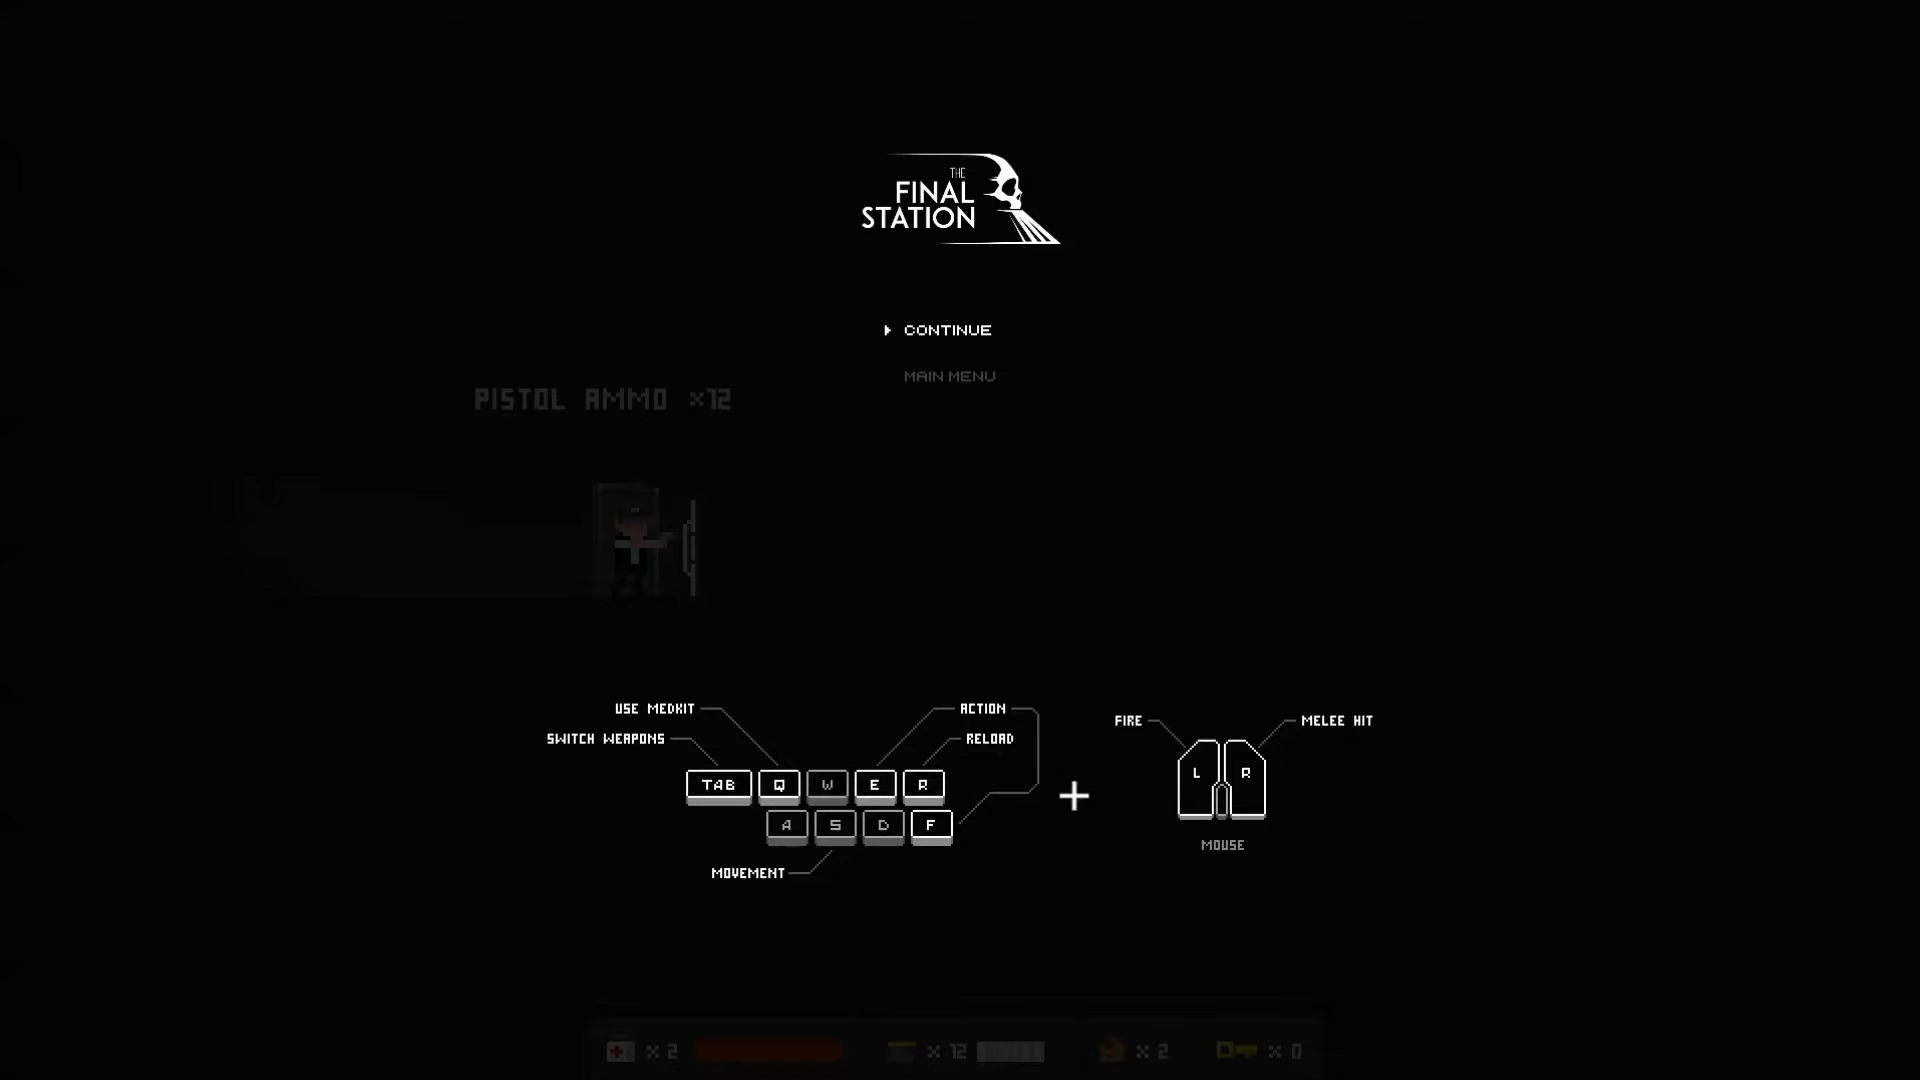 THE
FINAL
STATION
CONTINUE
MAIN MENU
PISTOL AMMO x12
USE MEDKIT
ACTION
SWITCH WEAPONS
RELOAD
FIRE
MELEE HIT
TAB Q W E R
A S D F
L R
MOUSE
MOVEMENT
x 2
x 12
x 2
x 0